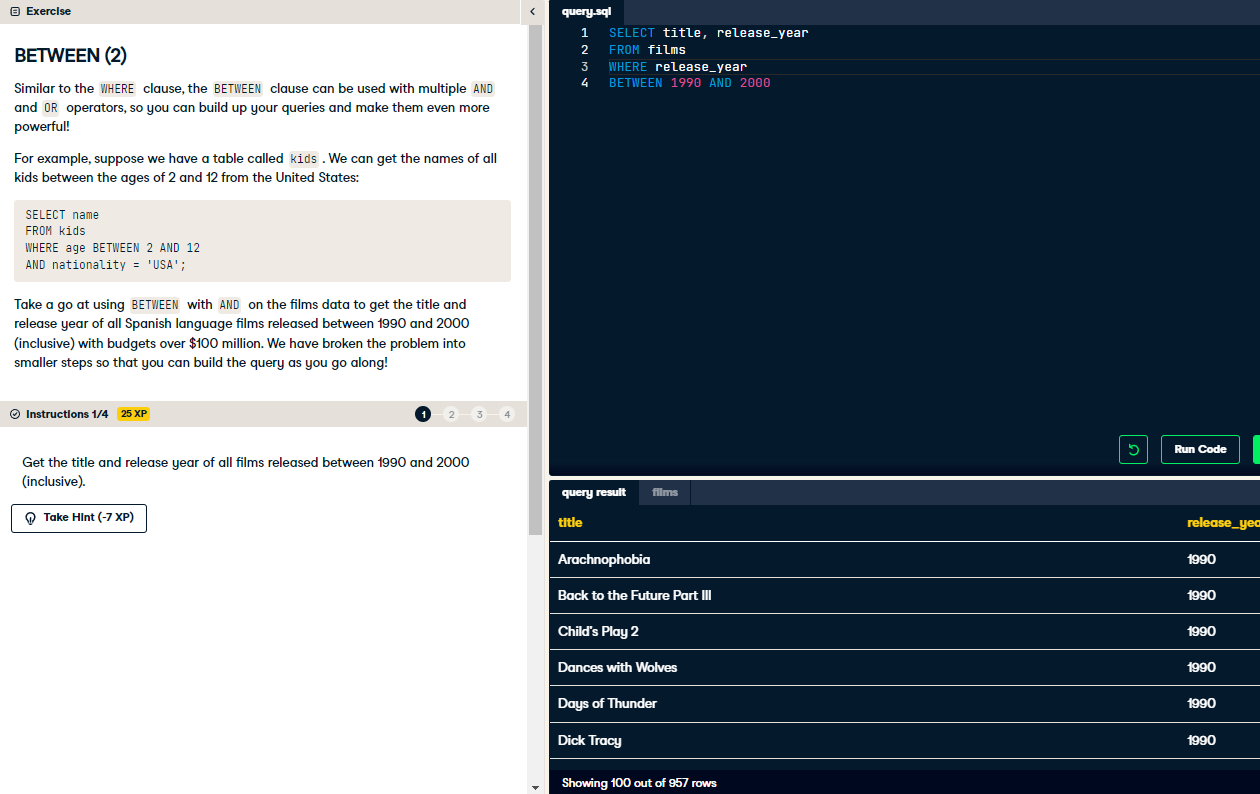 Exercise
BETWEEN (2)
Similar to the WHERE clause, the BETWEEN clause can be used with multiple AND
and OR operators, so you can build up your queries and make them even more
powerful!
For example, suppose we have a table called kids . We can get the names of all
kids between the ages of 2 and 12 from the United States:
SELECT name
FROM kids
WHERE age BETWEEN 2 AND 12
AND nationality = 'USA';
Take a go at using BETWEEN with AND on the films data to get the title and
release year of all Spanish language films released between 1990 and 2000
(inclusive) with budgets over $100 million. We have broken the problem into
smaller steps so that you can build the query as you go along!
Instructions 1/4 25 XP 1 2 3 4
Get the title and release year of all films released between 1990 and 2000
(inclusive).
Take Hint (-7 XP)
query.sql
1 SELECT title, release_year
2 FROM films
3 WHERE release_year
4 BETWEEN 1990 AND 2000
Run Code
query result films
title release_yea
Arachnophobia 1990
Back to the Future Part III 1990
Child's Play 2 1990
Dances with Wolves 1990
Days of Thunder 1990
Dick Tracy 1990
Showing 100 out of 957 rows